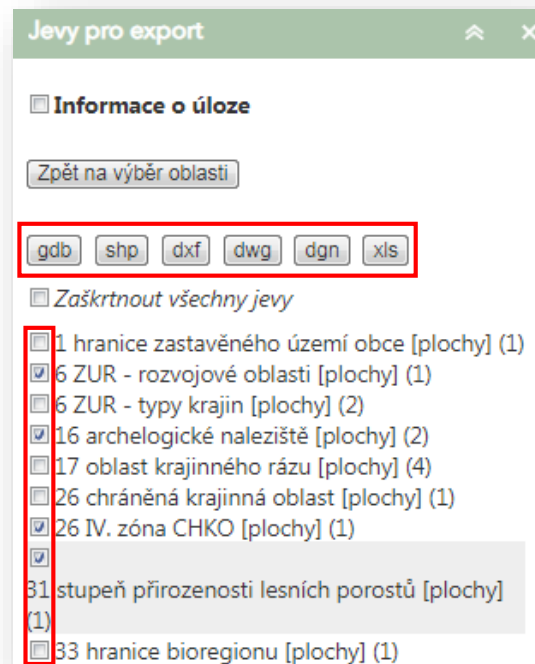 Jevy pro export
Informace o úloze
Zpět na výběr oblasti
gdb shp dxf dwg dgn xls
Zaškrtnout všechny jevy
1 hranice zastavěného území obce [plochy] (1)
6 ZUR - rozvojové oblasti [plochy] (1)
6 ZUR - typy krajin [plochy] (2)
16 archelogické naleziště [plochy] (2)
17 oblast krajinného rázu [plochy] (4)
26 chráněná krajinná oblast [plochy] (1)
26 IV. zóna CHKO [plochy] (1)
31 stupeň přirozenosti lesních porostů [plochy]
(1)
33 hranice bioregionu [plochy] (1)